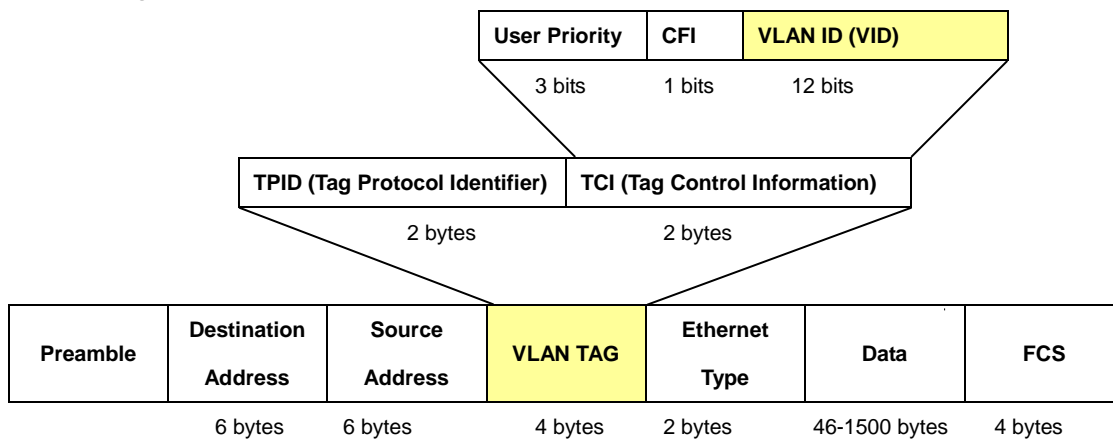 User Priority CFI VLAN ID (VID)
3 bits 1 bits 12 bits
TPID (Tag Protocol Identifier) TCI (Tag Control Information)
2 bytes 2 bytes
Preamble Destination Address Source Address VLAN TAG Ethernet Type Data FCS
6 bytes 6 bytes 4 bytes 2 bytes 46-1500 bytes 4 bytes